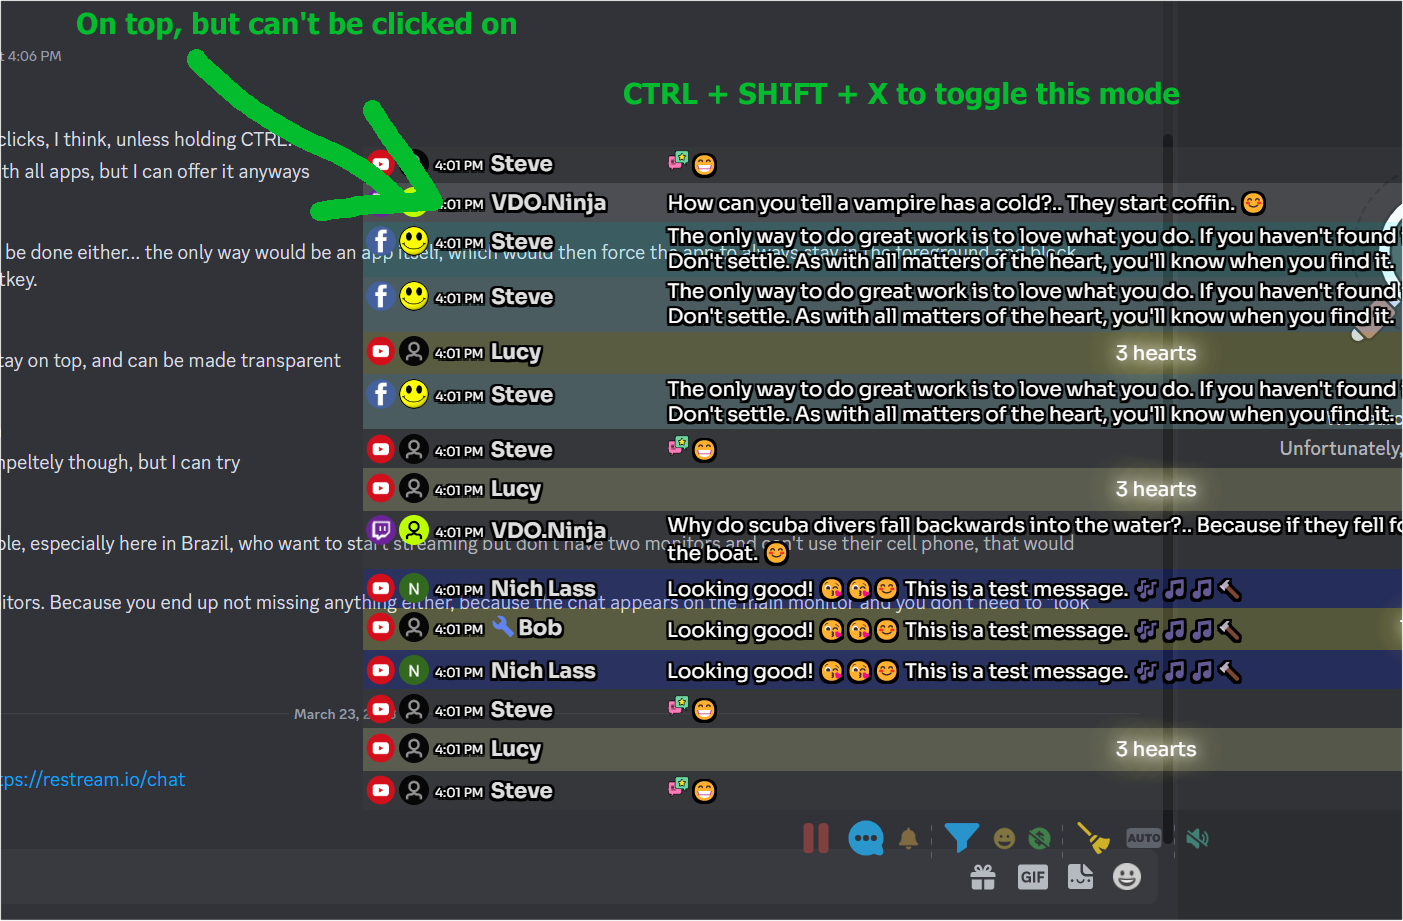 On top, but can't be clicked on
t 4:06 PM
CTRL + SHIFT + X to toggle this mode
clicks, I think, unless holding CTRL.
4:01 PM Steve
th all apps, but I can offer it anyways
4:01 PM VDO.Ninja How can you tell a vampire has a cold?.. They start coffin. 😊
4:01 PM Steve The only way to do great work is to love what you do. If you haven't found
be done either... the only way would be an app itself, which would then force the app to always stay in the foreground and block
Don't settle. As with all matters of the heart, you'll know when you find it.
tkey.
4:01 PM Steve The only way to do great work is to love what you do. If you haven't found
Don't settle. As with all matters of the heart, you'll know when you find it.
tay on top, and can be made transparent
4:01 PM Lucy 3 hearts
4:01 PM Steve The only way to do great work is to love what you do. If you haven't found
Don't settle. As with all matters of the heart, you'll know when you find it.
4:01 PM Steve
Unfortunately,
mpeltely though, but I can try
4:01 PM Lucy 3 hearts
4:01 PM VDO.Ninja Why do scuba divers fall backwards into the water?.. Because if they fell fo
the boat. 😊
ple, especially here in Brazil, who want to start streaming but don't have two monitors and can't use their cell phone, that would
N 4:01 PM Nich Lass Looking good! 😘😘😊 This is a test message. 🎶🎵🎵🔨
itors. Because you end up not missing anything either, because the chat appears on the main monitor and you don't need to "look
4:01 PM Bob Looking good! 😘😘😊 This is a test message. 🎶🎵🎵🔨
N 4:01 PM Nich Lass Looking good! 😘😘😊 This is a test message. 🎶🎵🎵🔨
4:01 PM Steve
March 23, 2
4:01 PM Lucy 3 hearts
tps://restream.io/chat
4:01 PM Steve
AUTO
GIF